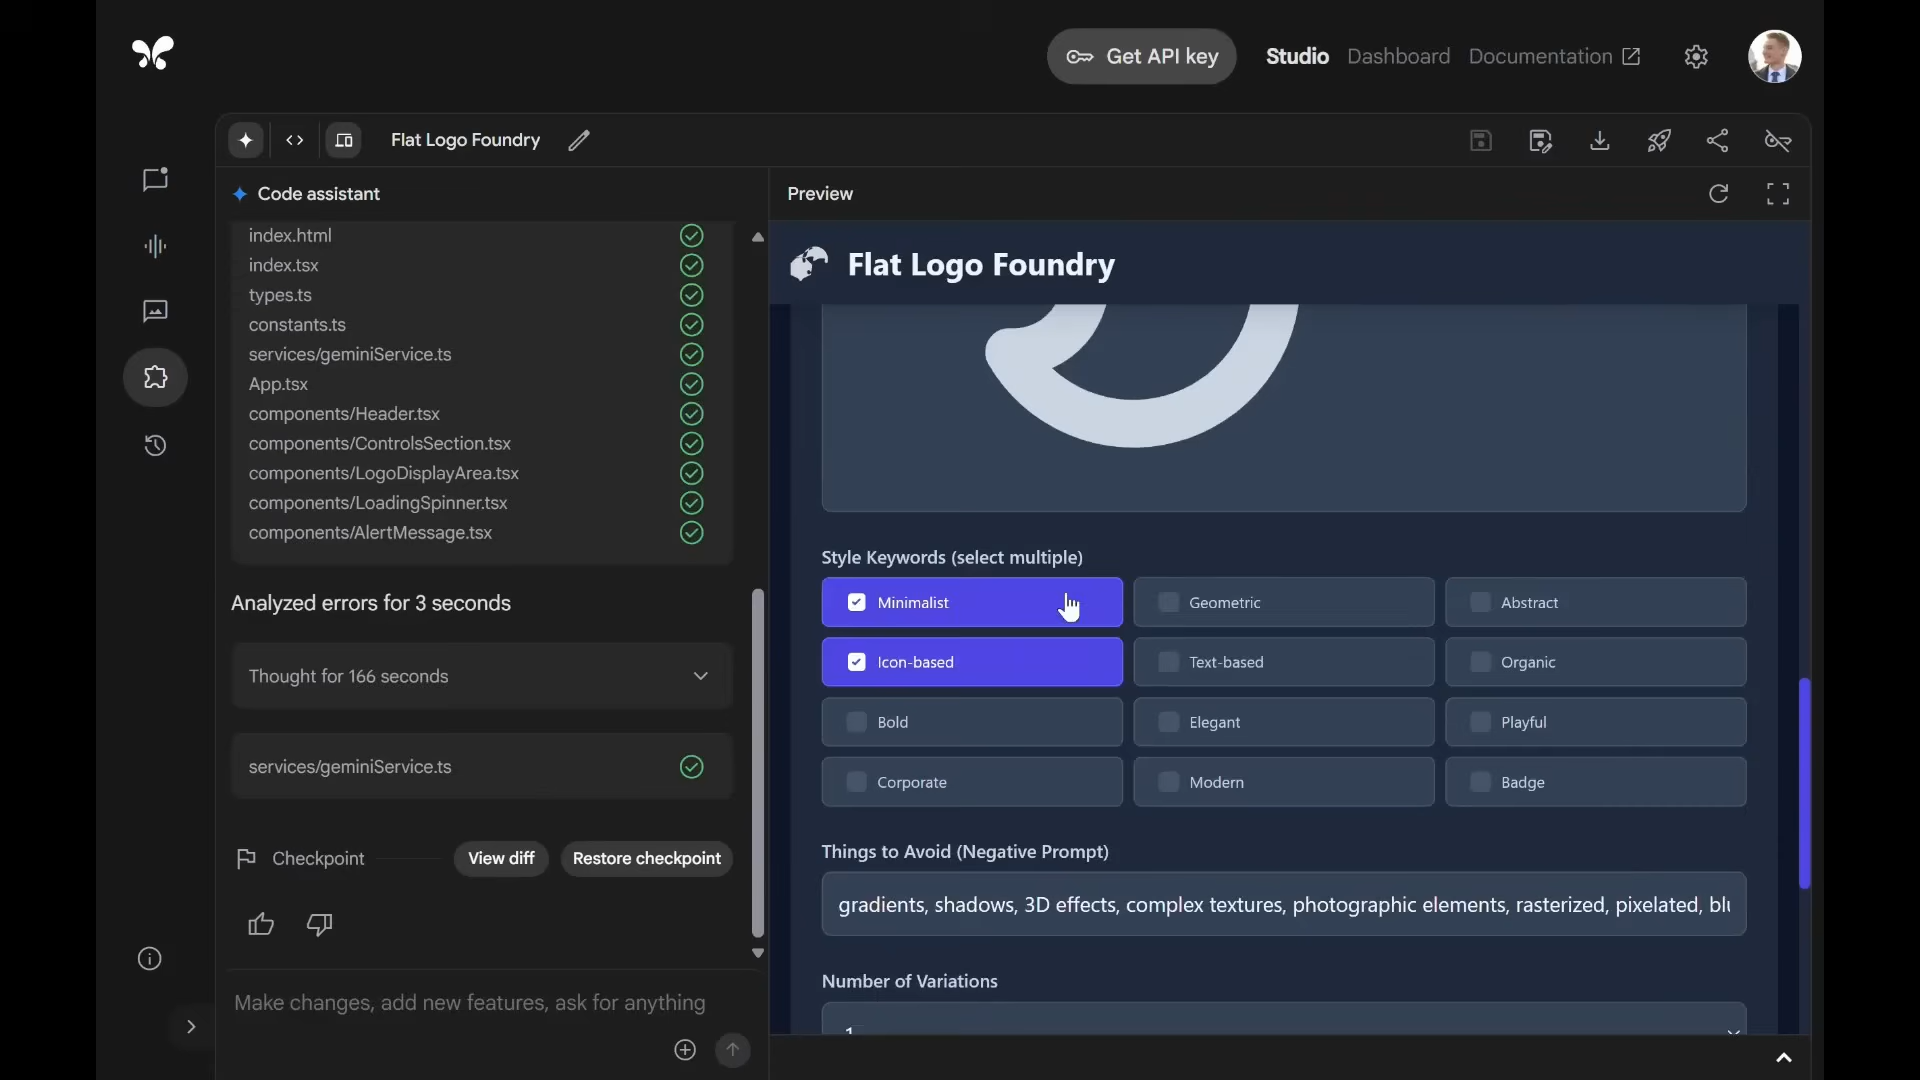 Get API key
Studio
Dashboard
Documentation
Flat Logo Foundry
Code assistant
index.html
index.tsx
types.ts
constants.ts
services/geminiService.ts
App.tsx
components/Header.tsx
components/ControlsSection.tsx
components/LogoDisplayArea.tsx
components/LoadingSpinner.tsx
components/AlertMessage.tsx
Analyzed errors for 3 seconds
Thought for 166 seconds
services/geminiService.ts
Checkpoint
View diff
Restore checkpoint
Make changes, add new features, ask for anything
Preview
Flat Logo Foundry
Style Keywords (select multiple)
Minimalist
Geometric
Abstract
Icon-based
Text-based
Organic
Bold
Elegant
Playful
Corporate
Modern
Badge
Things to Avoid (Negative Prompt)
gradients, shadows, 3D effects, complex textures, photographic elements, rasterized, pixelated,
Number of Variations
1